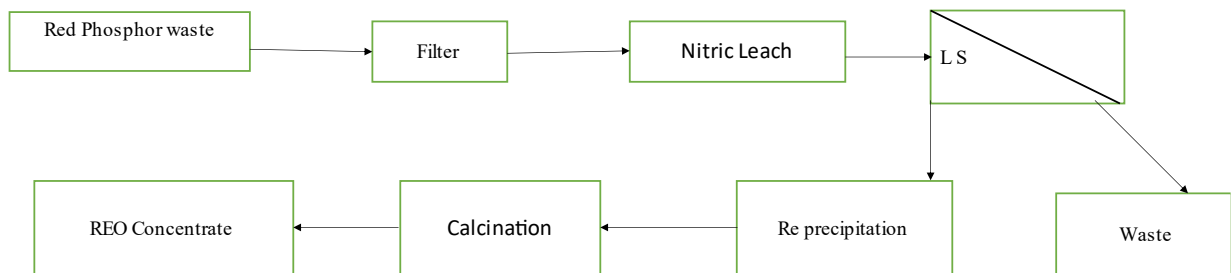 Red Phosphor waste
Filter
Nitric Leach
L S
REO Concentrate
Calcination
Re precipitation
Waste